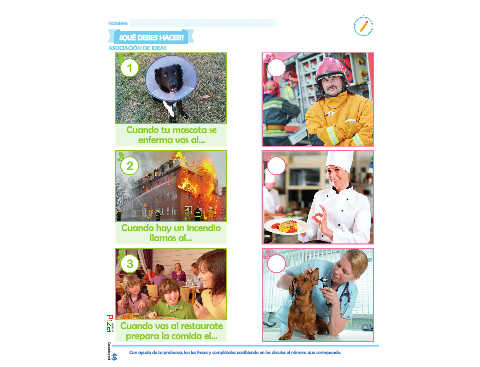 NOMBRE:
¿QUÉ DEBES HACER?
ASOCIACIÓN DE IDEAS
1
Cuando tu mascota se
enferma vas al...
2
Cuando hay un incendio
llamas al...
3
Cuando vas al restaurante
prepara la comida el...
46
Con ayuda de tu profesora, lee las frases y complétalas escribiendo en los círculos el número que corresponda.